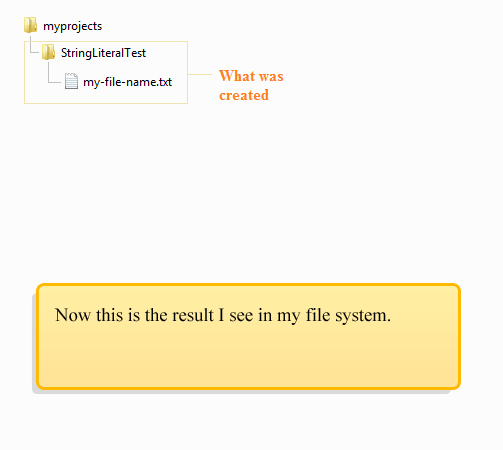 myprojects
StringLiteralTest
my-file-name.txt
What was
created
Now this is the result I see in my file system.